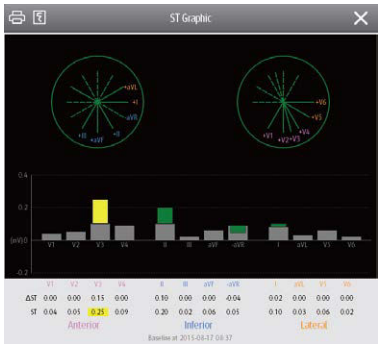 ST Graphic
+aVL
+I
-aVR
+II
+aVF
+III
+V6
+V5
+V4
+V3
+V2
+V1
0.4
0.2
(mV)0
-0.2
V1 V2 V3 V4 II III aVF -aVR I aVL V5 V6
V1 V2 V3 V4 II III aVF -aVR I aVL V5 V6
ΔST 0.00 0.00 0.15 0.00 0.10 0.00 0.00 -0.04 0.02 0.00 0.00 0.00
ST 0.04 0.05 0.25 0.09 0.20 0.02 0.06 0.05 0.10 0.03 0.06 0.02
Anterior Inferior Lateral
Baseline at 2015-08-17 04:37